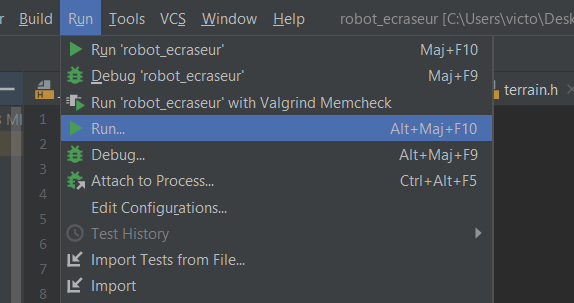 Build Run Tools VCS Window Help robot_ecraseur [C:\Users\victo\Desk
Run 'robot_ecraseur' Maj+F10
Debug 'robot_ecraseur' Maj+F9
terrain.h
Run 'robot_ecraseur' with Valgrind Memcheck
1
Run... Alt+Maj+F10
2
Debug... Alt+Maj+F9
3
Attach to Process... Ctrl+Alt+F5
4
Edit Configurations...
5
Test History
6
Import Tests from File...
7
Import
8